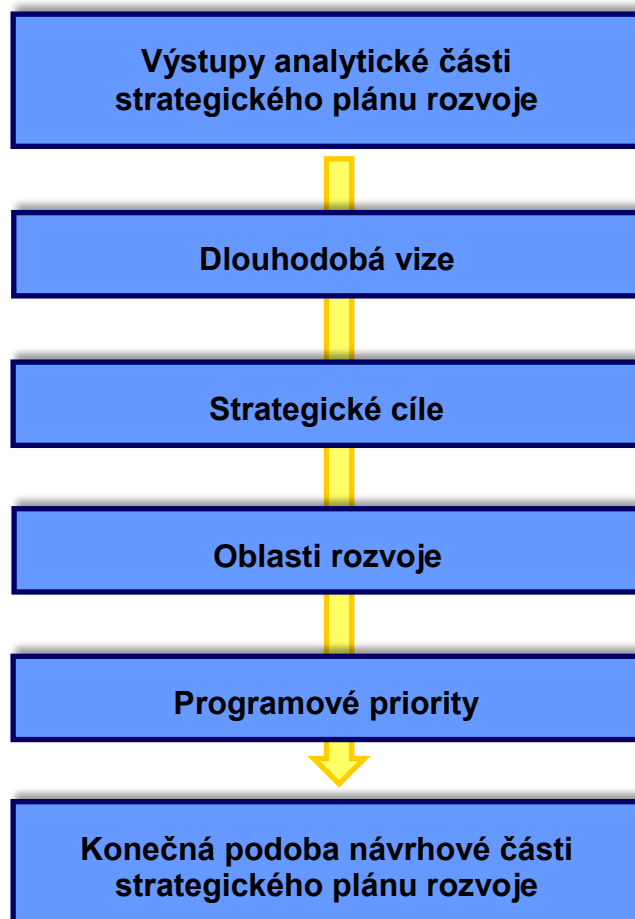 Výstupy analytické části
strategického plánu rozvoje
Dlouhodobá vize
Strategické cíle
Oblasti rozvoje
Programové priority
Konečná podoba návrhové části
strategického plánu rozvoje